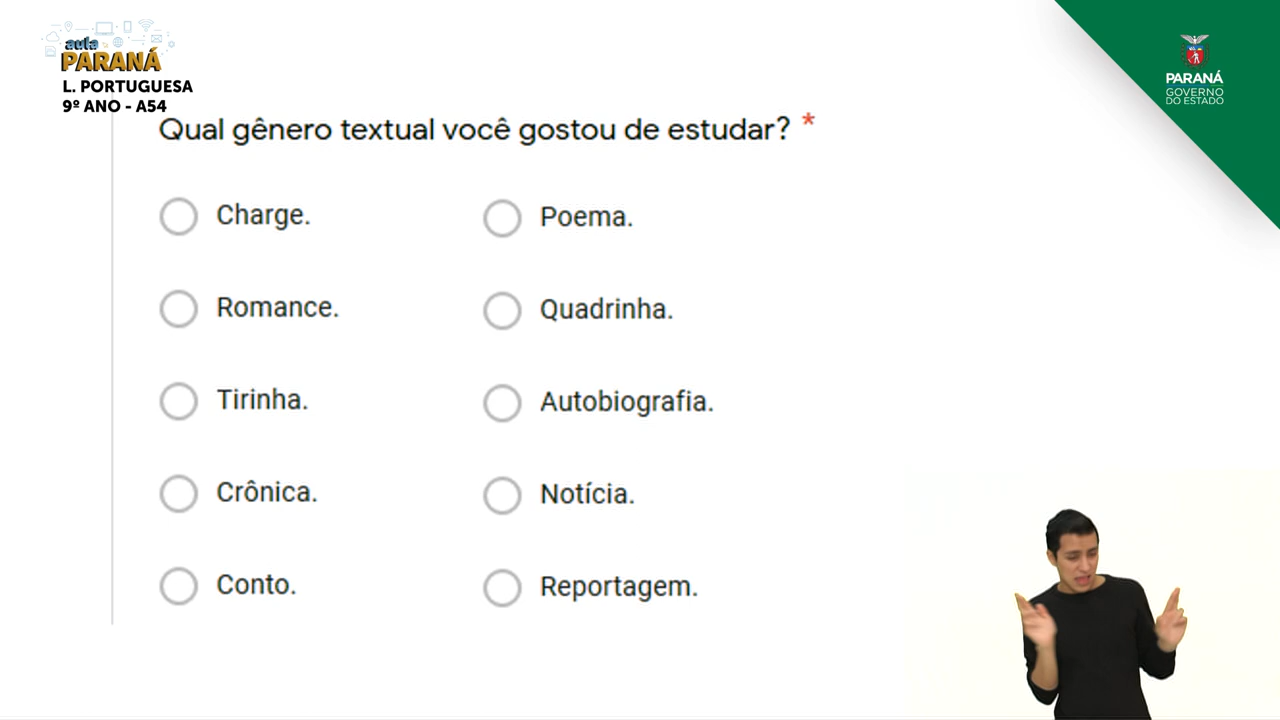 aula
PARANÁ
L. PORTUGUESA
9º ANO - A54
PARANÁ
GOVERNO
DO ESTADO
Qual gênero textual você gostou de estudar? *
Charge.
Romance.
Tirinha.
Crônica.
Conto.
Poema.
Quadrinha.
Autobiografia.
Notícia.
Reportagem.